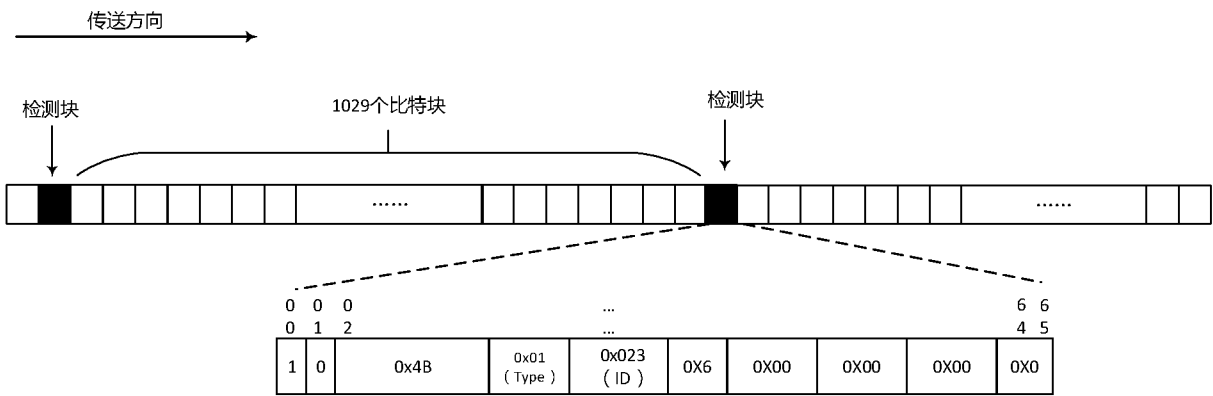 传送方向
检测块
1029个比特块
检测块
......
......
0 0 0 ... 6 6
0 1 2 ... 4 5
1 0 0x4B 0x01 0x023 0X6 0X00 0X00 0X00 0X0
（Type） （ID）